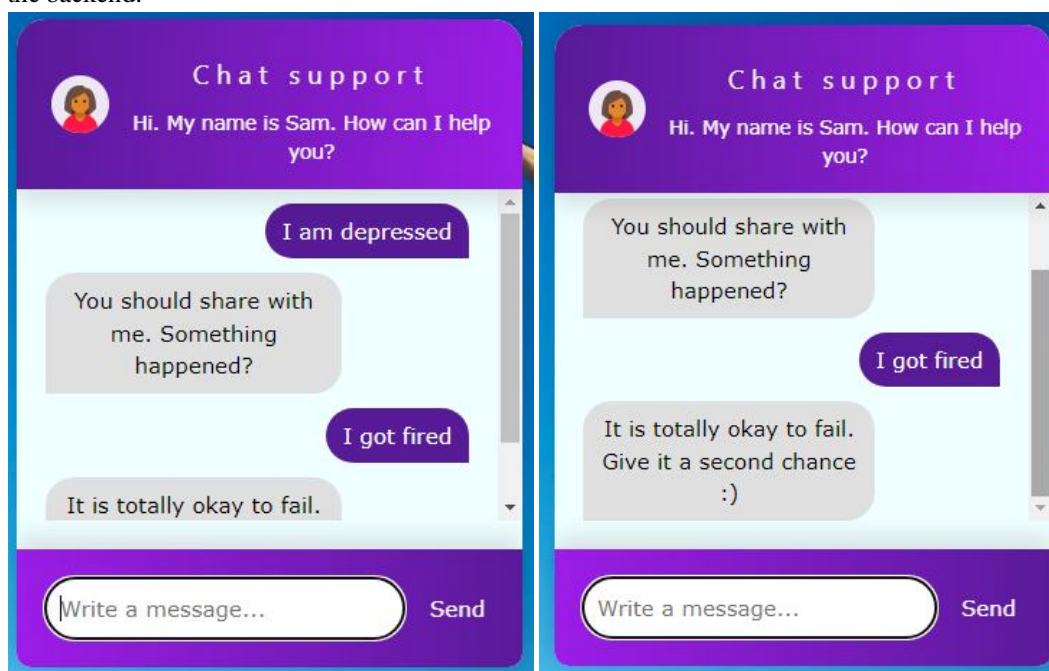 the backend.
Chat support
Hi. My name is Sam. How can I help
you?
I am depressed
You should share with
me. Something
happened?
I got fired
It is totally okay to fail.
Write a message...
Send
Chat support
Hi. My name is Sam. How can I help
you?
You should share with
me. Something
happened?
I got fired
It is totally okay to fail.
Give it a second chance
:)
Write a message...
Send